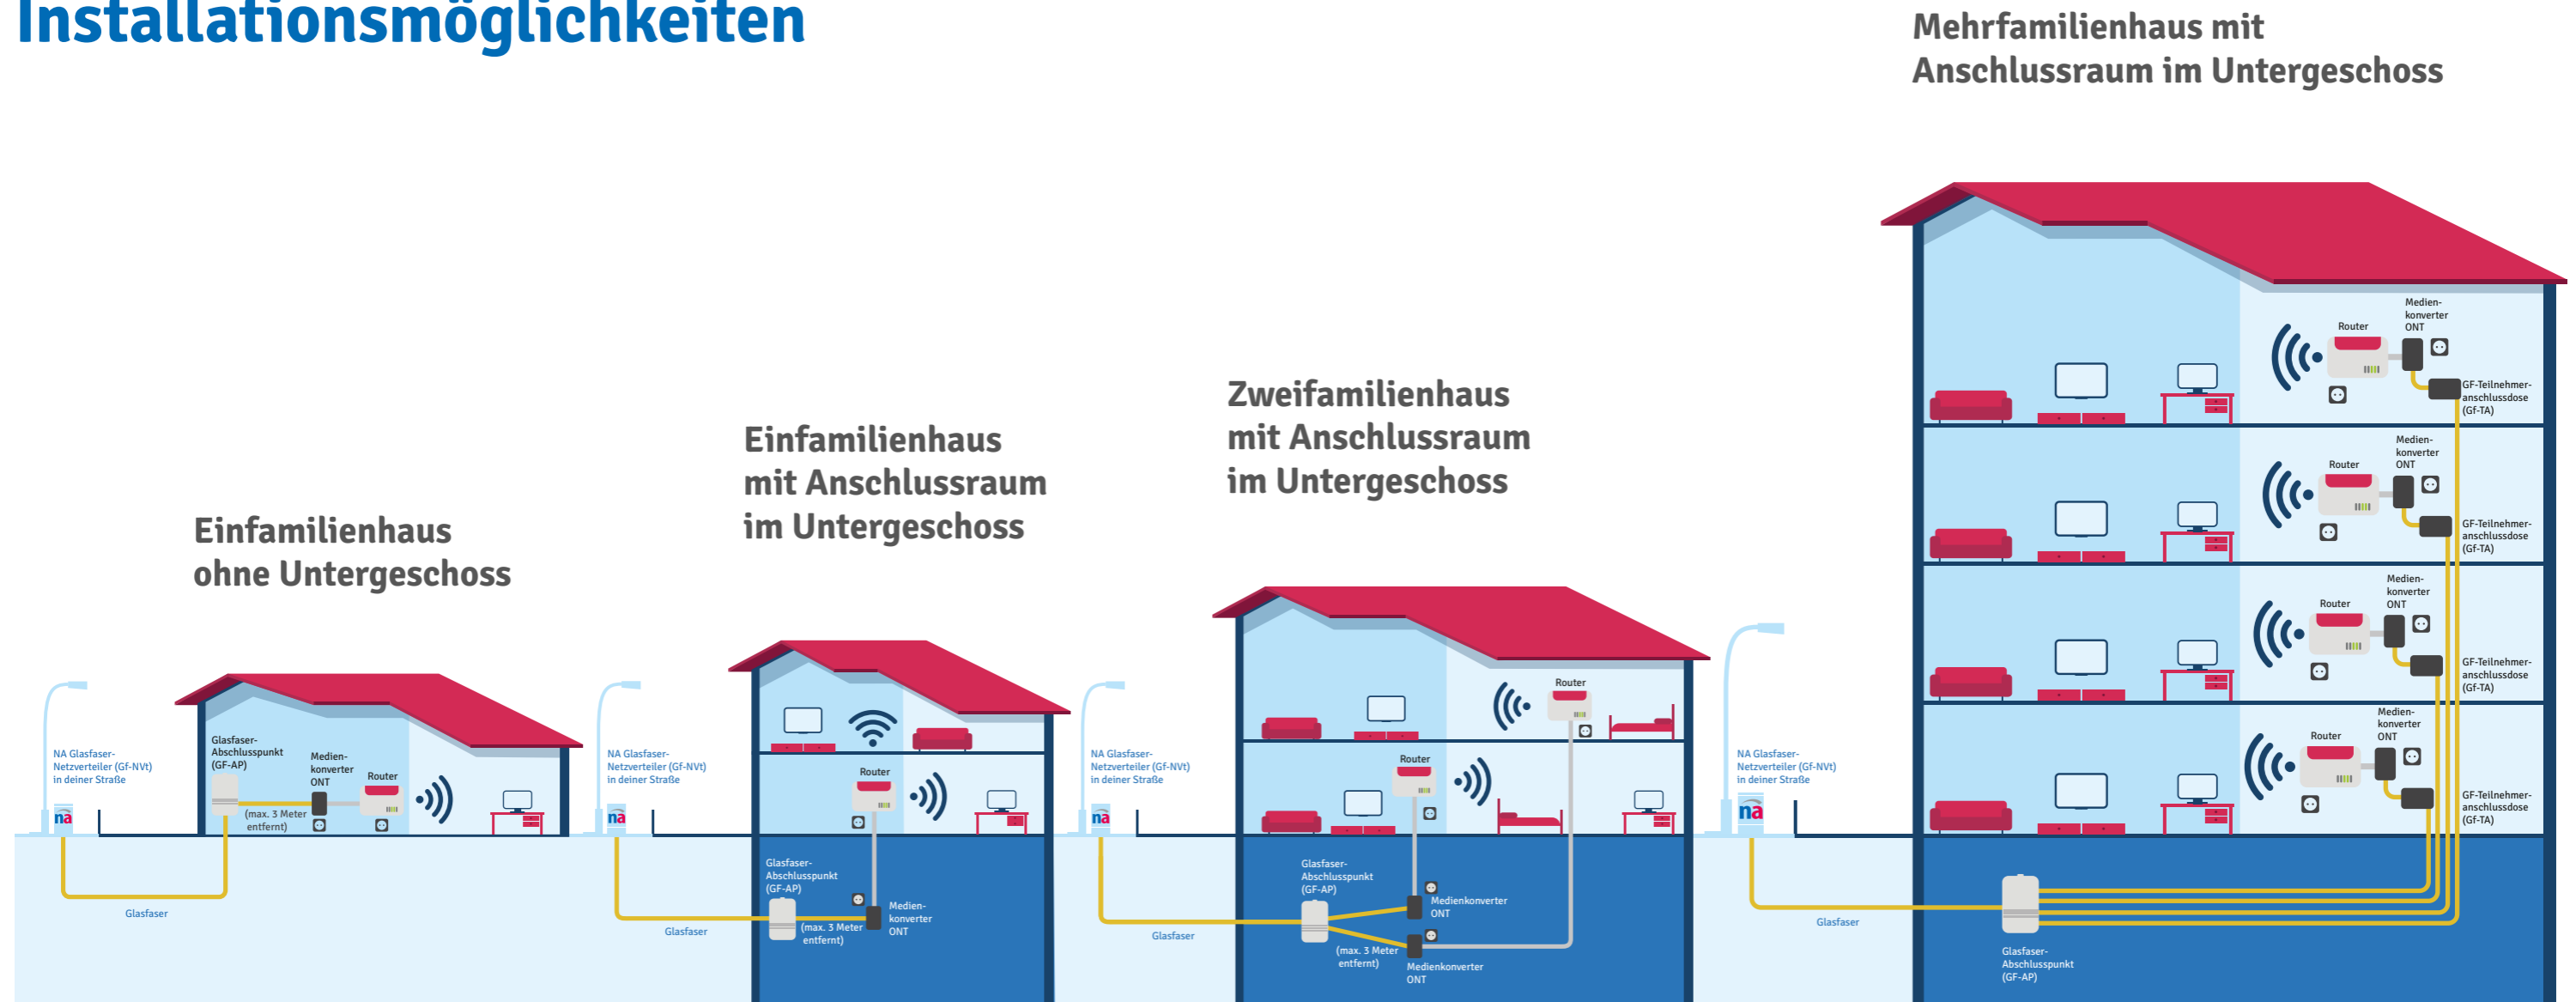 Installationsmöglichkeiten
Einfamilienhaus
ohne Untergeschoss
NA Glasfaser-
Netzverteiler (Gf-NVt)
in deiner Straße
na
Glasfaser
Glasfaser-
Abschlusspunkt
(GF-AP)
(max. 3 Meter
entfernt)
Medien-
konverter
ONT
Router
Einfamilienhaus
mit Anschlussraum
im Untergeschoss
NA Glasfaser-
Netzverteiler (Gf-NVt)
in deiner Straße
na
Glasfaser
Router
Glasfaser-
Abschlusspunkt
(GF-AP)
(max. 3 Meter
entfernt)
Medien-
konverter
ONT
Zweifamilienhaus
mit Anschlussraum
im Untergeschoss
NA Glasfaser-
Netzverteiler (Gf-NVt)
in deiner Straße
na
Glasfaser
Router
Router
Glasfaser-
Abschlusspunkt
(GF-AP)
Medienkonverter
ONT
(max. 3 Meter
entfernt)
Medienkonverter
ONT
Mehrfamilienhaus mit
Anschlussraum im Untergeschoss
NA Glasfaser-
Netzverteiler (Gf-NVt)
in deiner Straße
na
Glasfaser
Router
Medien-
konverter
ONT
GF-Teilnehmer-
anschlussdose
(Gf-TA)
Router
Medien-
konverter
ONT
GF-Teilnehmer-
anschlussdose
(Gf-TA)
Router
Medien-
konverter
ONT
GF-Teilnehmer-
anschlussdose
(Gf-TA)
Router
Medien-
konverter
ONT
GF-Teilnehmer-
anschlussdose
(Gf-TA)
Glasfaser-
Abschlusspunkt
(GF-AP)